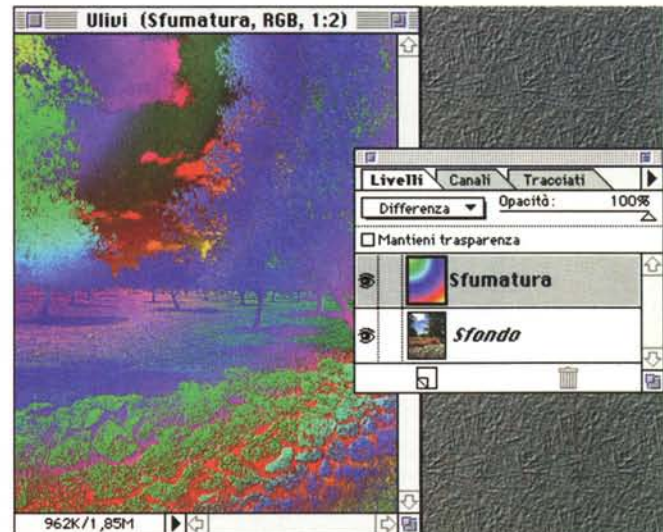 Ulivi (Sfumatura, RGB, 1:2)
Livelli Canali Tracciati
Differenza Opacità: 100%
Mantieni trasparenza
Sfumatura
Sfondo
962K/1,85M